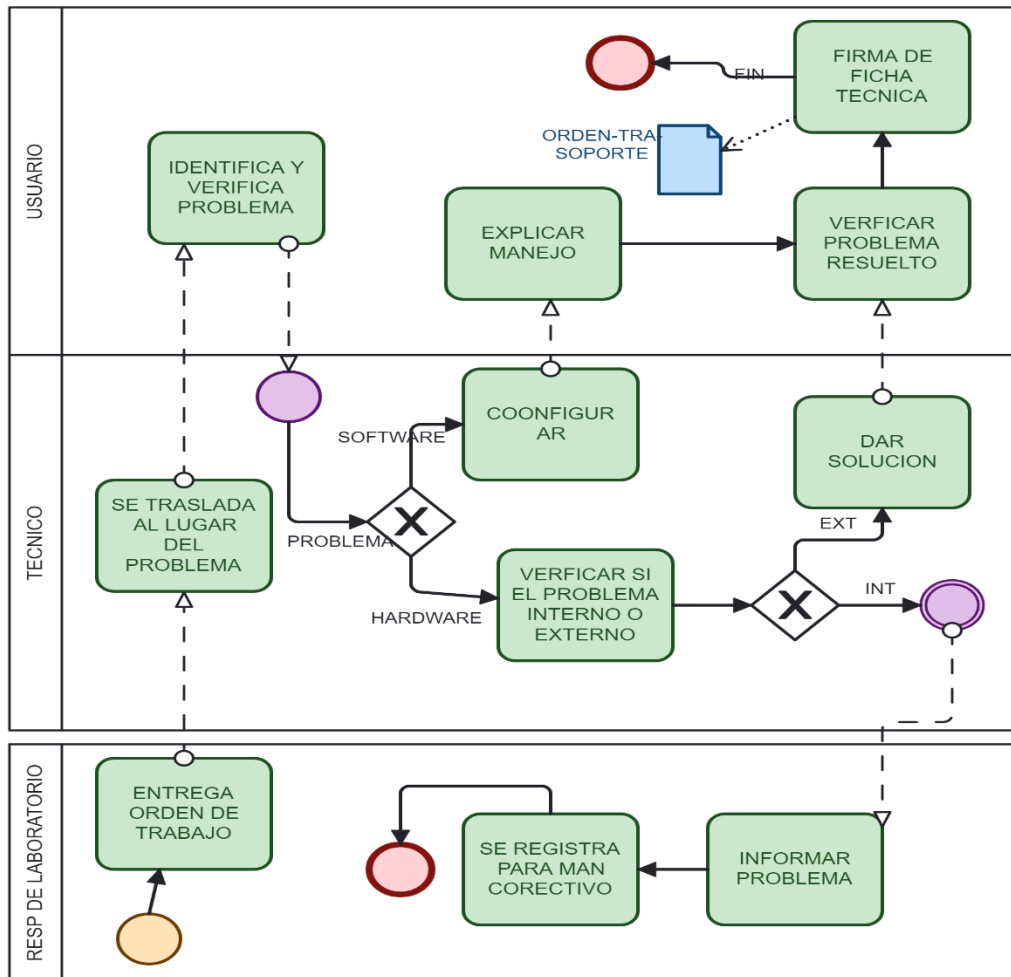 USUARIO
FIN
FIRMA DE
FICHA
TECNICA
ORDEN-TRA-
SOPORTE
IDENTIFICA Y
VERIFICA
PROBLEMA
EXPLICAR
MANEJO
VERFICAR
PROBLEMA
RESUELTO
TECNICO
SOFTWARE
COONFIGUR
AR
DAR
SOLUCION
SE TRASLADA
AL LUGAR
DEL
PROBLEMA
PROBLEMA
HARDWARE
VERFICAR SI
EL PROBLEMA
INTERNO O
EXTERNO
EXT
INT
RESP DE LABORATORIO
ENTREGA
ORDEN DE
TRABAJO
SE REGISTRA
PARA MAN
CORECTIVO
INFORMAR
PROBLEMA